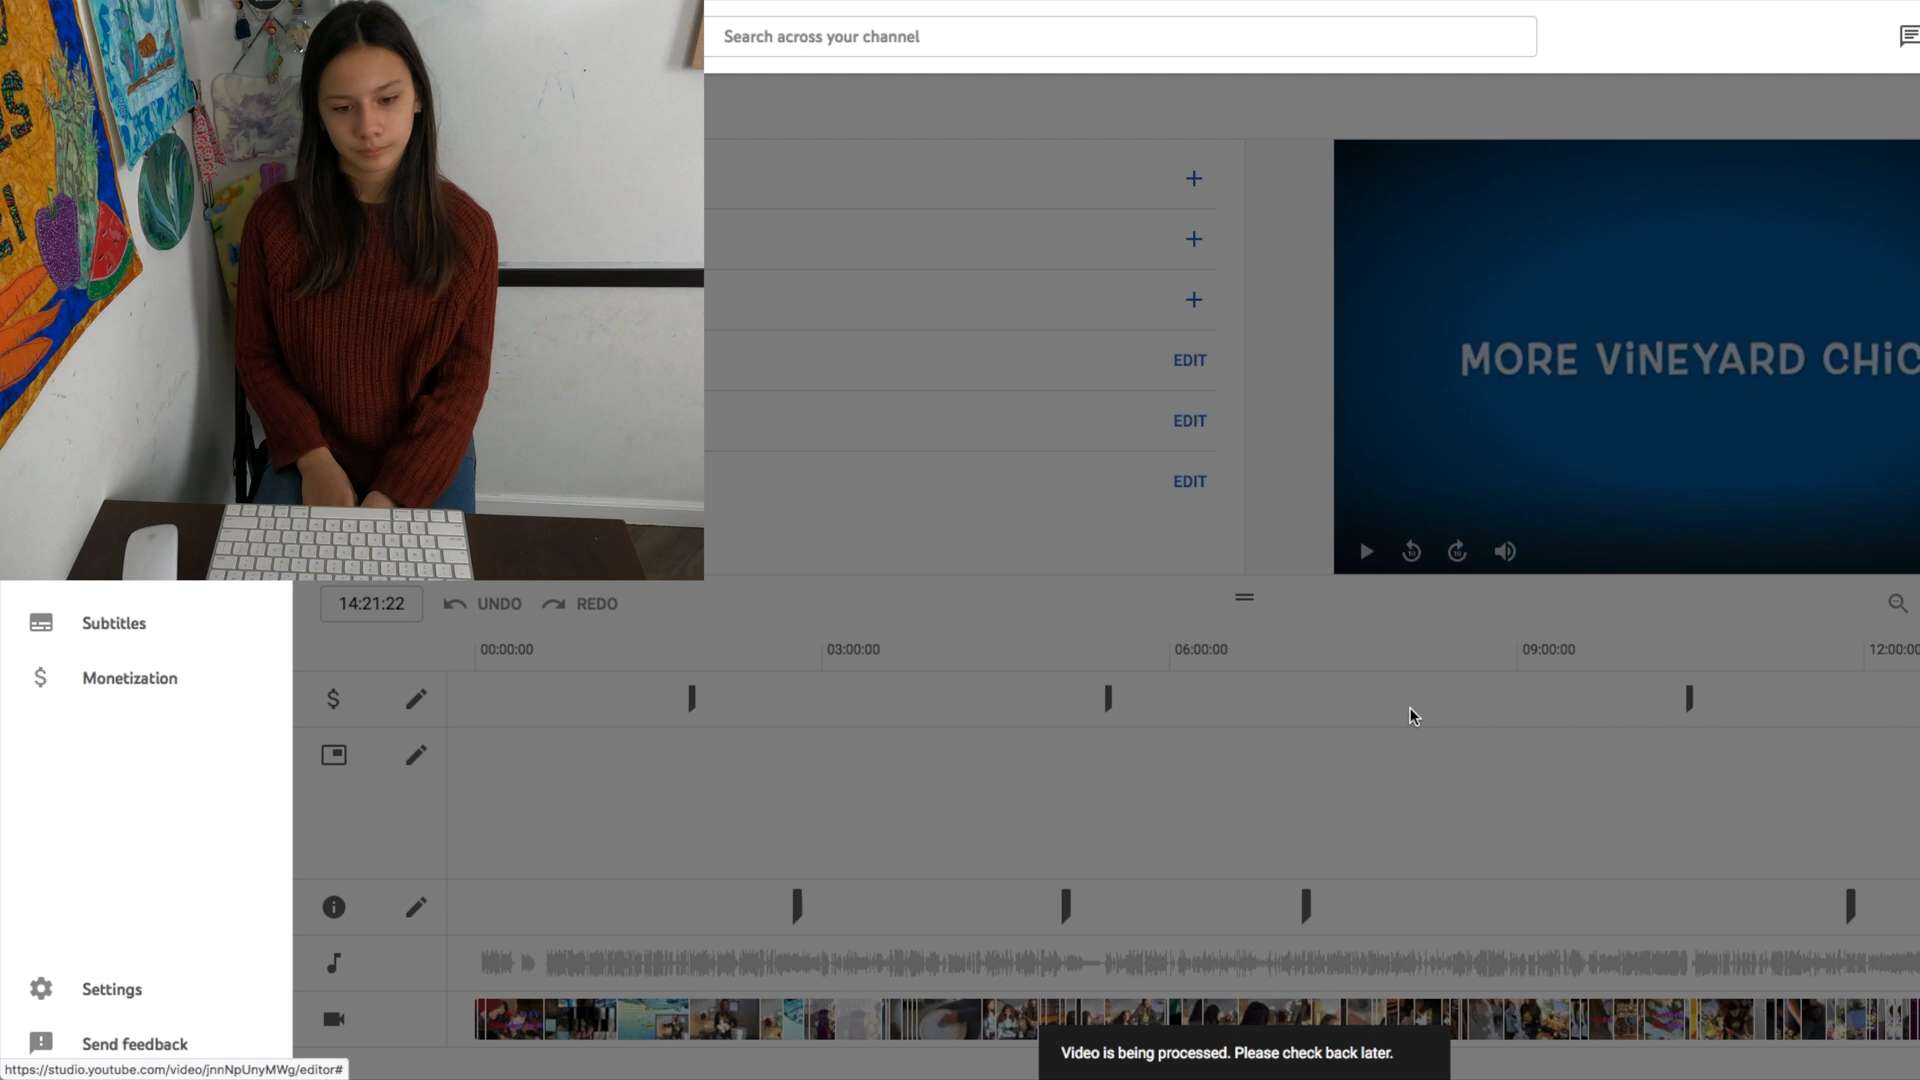 Search across your channel
EDIT
EDIT
EDIT
MORE VINEYARD CHIC
14:21:22
UNDO
REDO
00:00:00
03:00:00
06:00:00
09:00:00
12:00:00
Subtitles
$
Monetization
$
Settings
Send feedback
Video is being processed. Please check back later.
https://studio.youtube.com/video/jnnNpUnyMWg/editor#